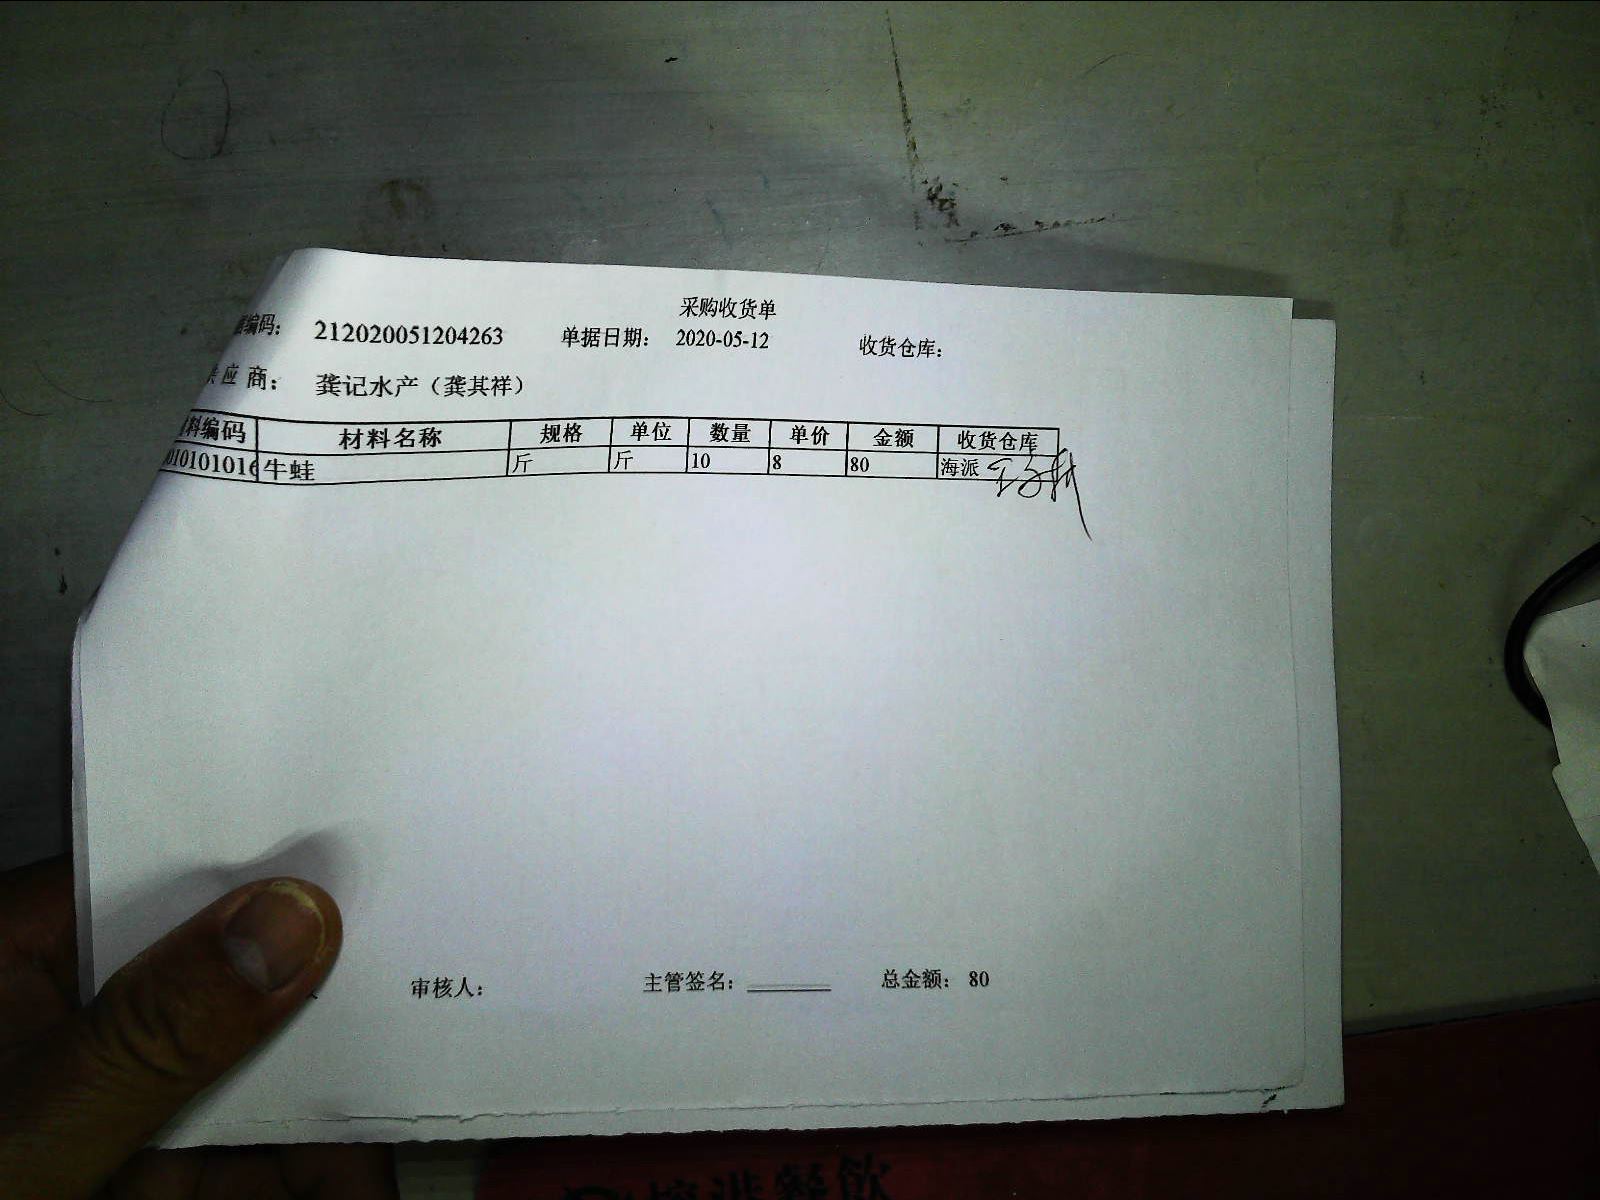 采购收货单
编码: 212020051204263 单据日期: 2020-05-12 收货仓库:
应 商: 龚记水产（龚其祥）
料编码 材料名称 规格 单位 数量 单价 金额 收货仓库
010101016 牛蛙 斤 斤 10 8 80 海派
审核人: 主管签名: 总金额: 80
餐飲